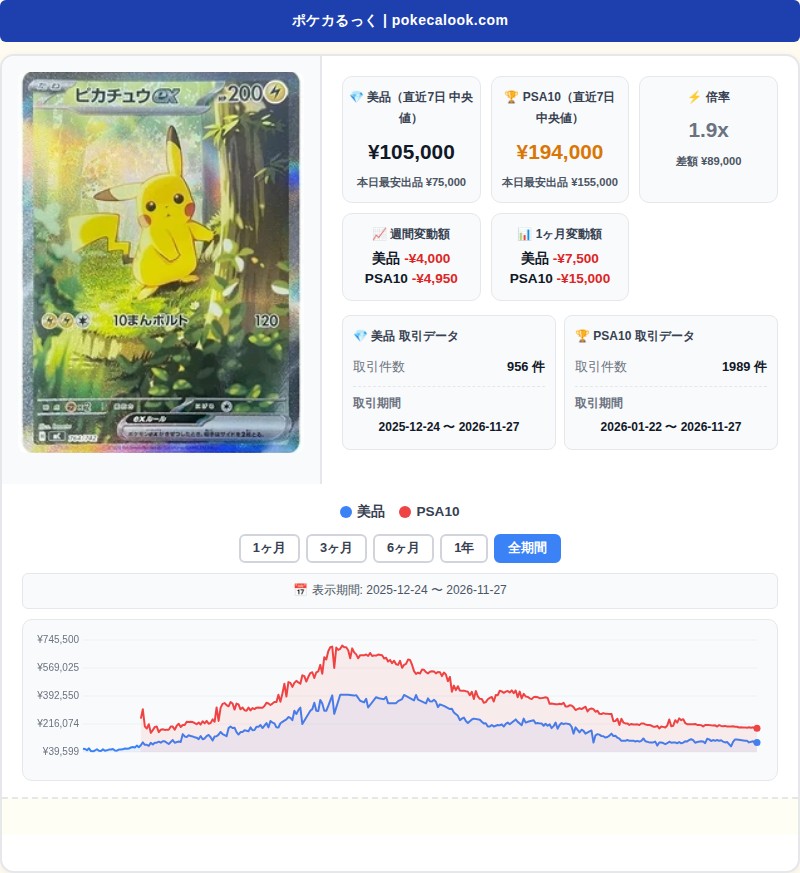 ポケカるっく | pokecalook.com
ピカチュウex
HP 200
10まんボルト 120
exルール
💎 美品（直近7日 中央
値）
¥105,000
本日最安出品 ¥75,000
🏆 PSA10（直近7日
中央値）
¥194,000
本日最安出品 ¥155,000
⚡ 倍率
1.9x
差額 ¥89,000
📈 週間変動額
美品 -¥4,000
PSA10 -¥4,950
📊 1ヶ月変動額
美品 -¥7,500
PSA10 -¥15,000
💎 美品 取引データ
取引件数 956 件
取引期間
2025-12-24 〜 2026-11-27
🏆 PSA10 取引データ
取引件数 1989 件
取引期間
2026-01-22 〜 2026-11-27
美品 PSA10
1ヶ月 3ヶ月 6ヶ月 1年 全期間
📅 表示期間: 2025-12-24 〜 2026-11-27
¥745,500
¥569,025
¥392,550
¥216,074
¥39,599